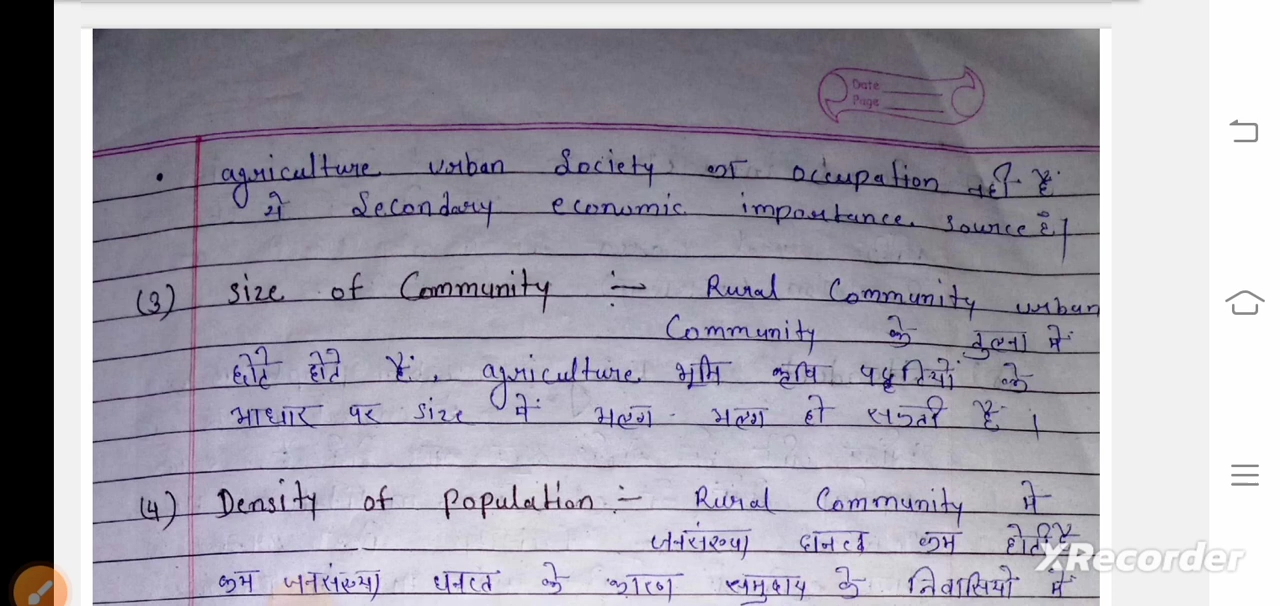 Date
Page
• agriculture urban Society का occupation नही है
ये Secondary economic importance source है|
(3) Size of Community :- Rural Community urban
Community के तुलना में
छोटे होते है. agriculture भूमि कृषि पद्धतियों के
आधार पर size में अलग - अलग हो सकती है ।
(4) Density of population :- Rural Community में
जनसंख्या घनत्व कम होती है
कम जनसंख्या घनत्व के कारण समुदाय के निवासियों में
XRecorder